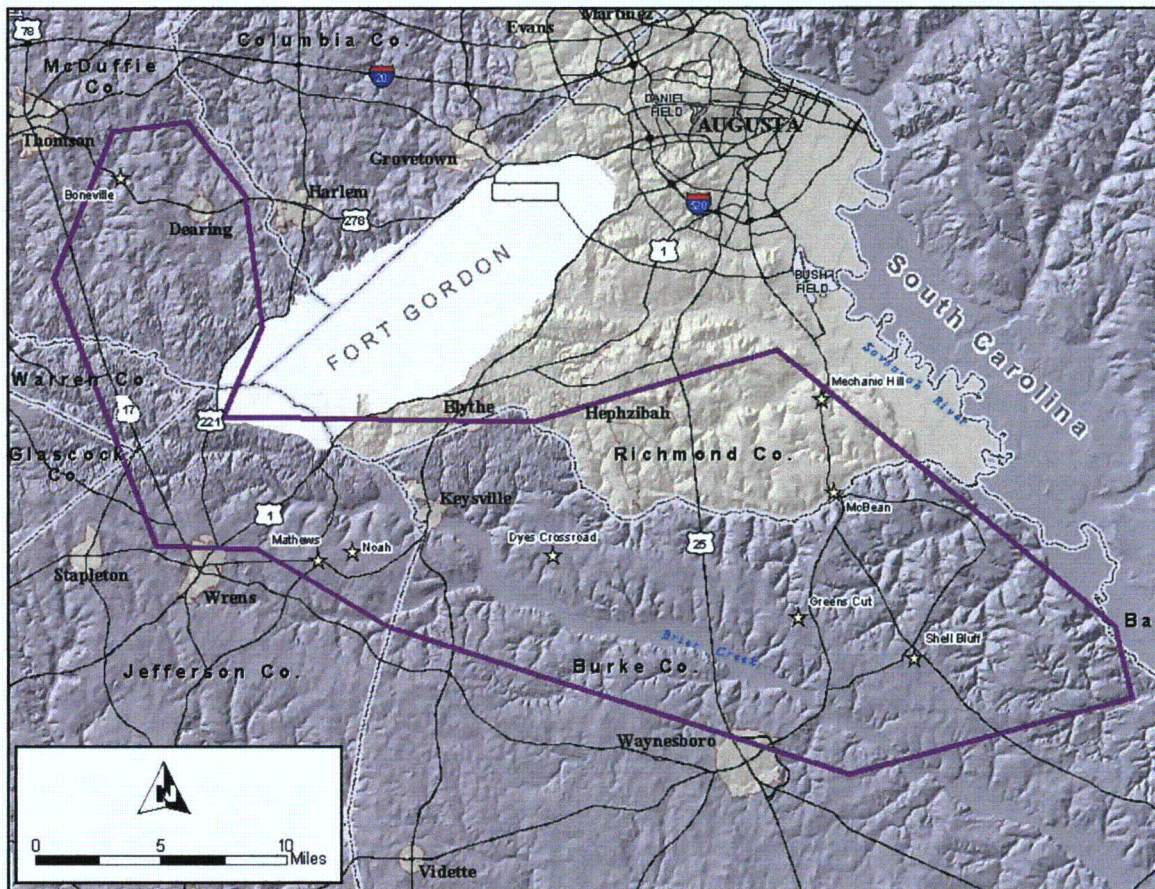 78
Columbia Co.
Evans
Martinez
McDuffie
Co.
20
DANIEL
FIELD
AUGUSTA
Thomson
Grovetown
Boneville
Harlem
Dearing
278
520
1
FORT GORDON
BUSH
FIELD
South Carolina
Savannah River
Warren Co.
17
221
Blythe
Hephzibah
Mechanic Hill
Glascock
Co.
Richmond Co.
Keysville
McBean
1
Mathews
Noah
Dyes Crossroad
25
Stapleton
Wrens
Greens Cut
Ba
Shell Bluff
Brier Creek
Jefferson Co.
Burke Co.
Waynesboro
N
0 5 10
Miles
Vidette